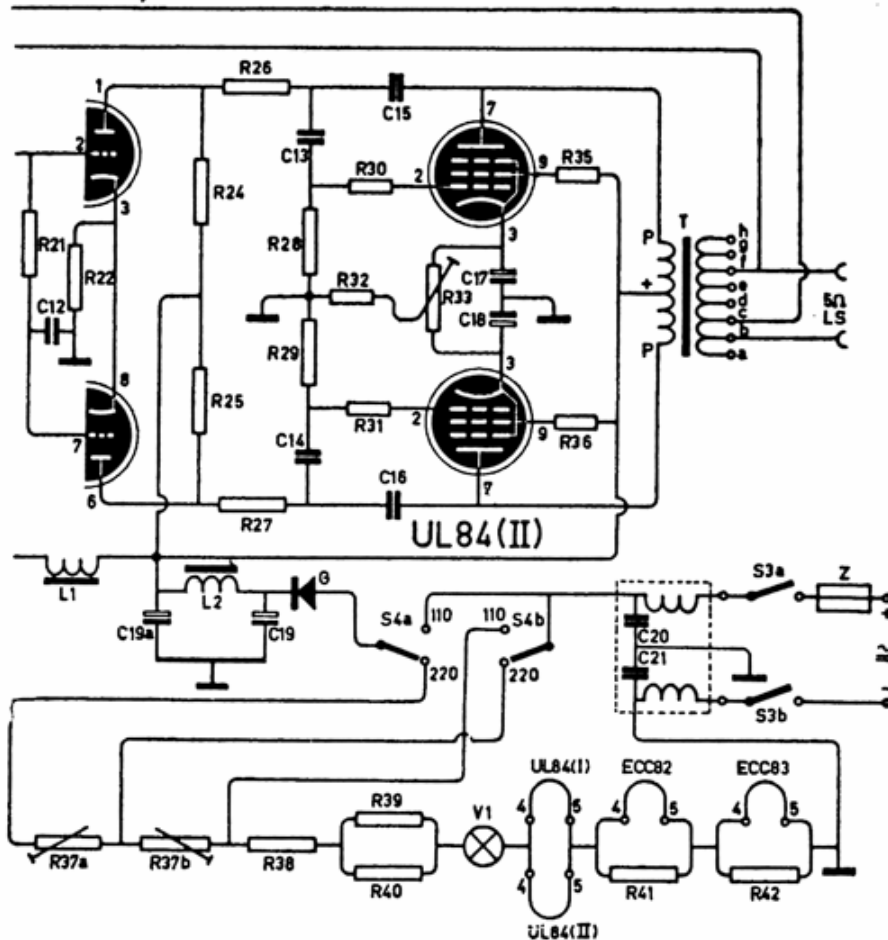 R26
1
C15
7
2
C13
R30
2
9
R35
R24
T
h
g
f
e
d
c
b
a
P
+
P
3
R21
R22
R28
3
C17
R32
R33
5Ω
LS
C12
C18
R29
3
8
R25
2
R31
9
R36
7
C14
6
C16
7
R27
UL84(II)
L1
L2
G
S3a
Z
S4a
110
110
S4b
C19a
C19
C20
C21
+
220
220
S3b
-
UL84(I)
ECC82
ECC83
R39
V1
4
5
4
5
4
5
R37a
R37b
R38
R40
4
5
R41
R42
UL84(II)